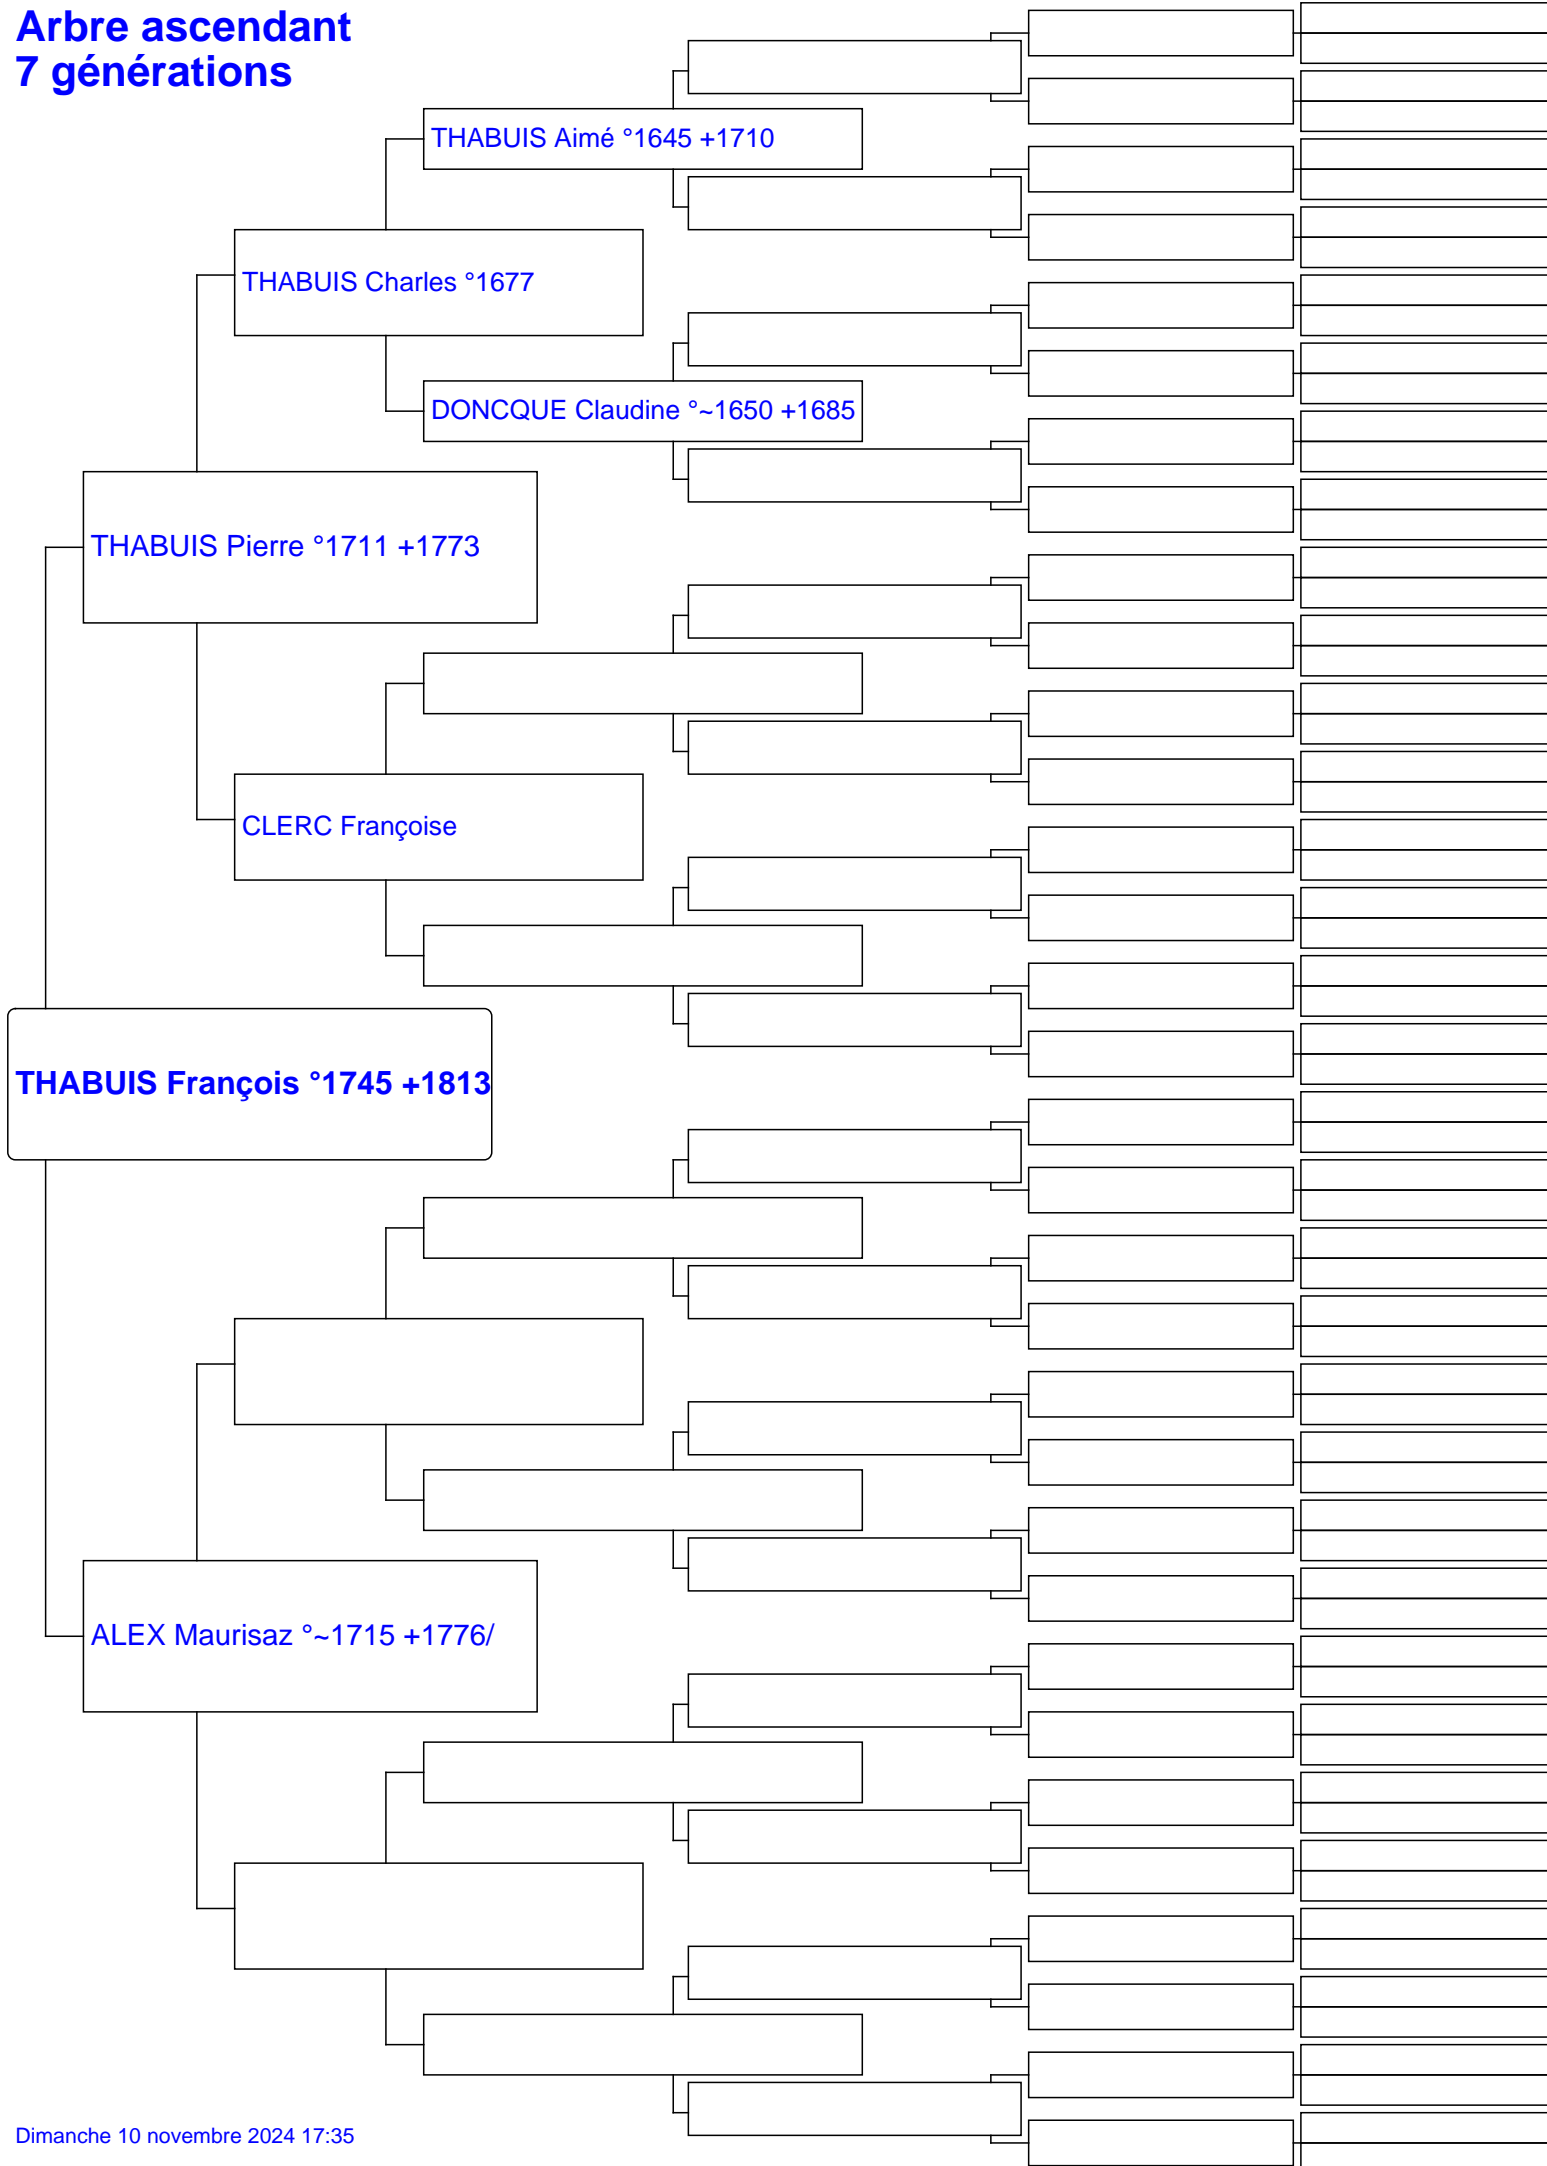 Arbre ascendant
7 générations
THABUIS Aimé °1645 +1710
THABUIS Charles °1677
DONCQUE Claudine °~1650 +1685
THABUIS Pierre °1711 +1773
CLERC Françoise
THABUIS François °1745 +1813
ALEX Maurisaz °~1715 +1776/
Dimanche 10 novembre 2024 17:35